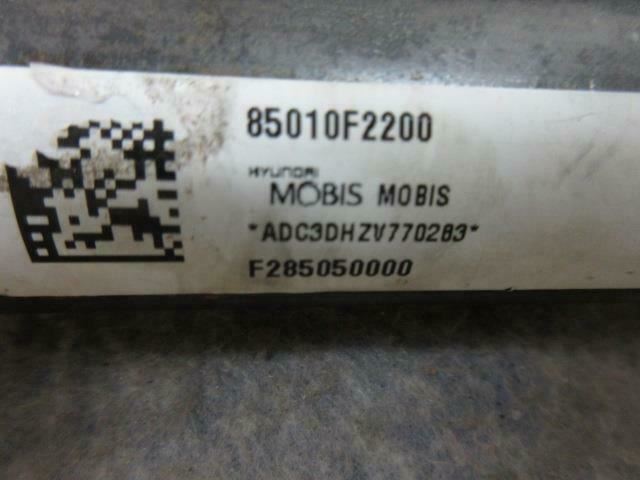 85010F2200
HYUNDAI
MOBIS MOBIS
*ADC3DHZV770283*
F285050000